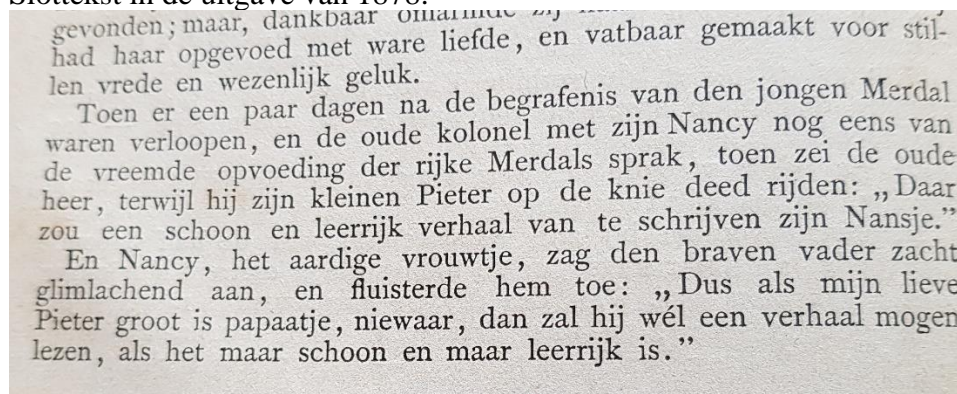 Slottekst in de uitgave van 1878.
gevonden; maar, dankbaar omarmde zij
had haar opgevoed met ware liefde, en vatbaar gemaakt voor stil-
len vrede en wezenlijk geluk.
Toen er een paar dagen na de begrafenis van den jongen Merdal
waren verloopen, en de oude kolonel met zijn Nancy nog eens van
de vreemde opvoeding der rijke Merdals sprak, toen zei de oude
heer, terwijl hij zijn kleinen Pieter op de knie deed rijden: „Daar
zou een schoon en leerrijk verhaal van te schrijven zijn Nansje.”
En Nancy, het aardige vrouwtje, zag den braven vader zacht
glimlachend aan, en fluisterde hem toe: „Dus als mijn lieve
Pieter groot is papaatje, niewaar, dan zal hij wél een verhaal mogen
lezen, als het maar schoon en maar leerrijk is.”